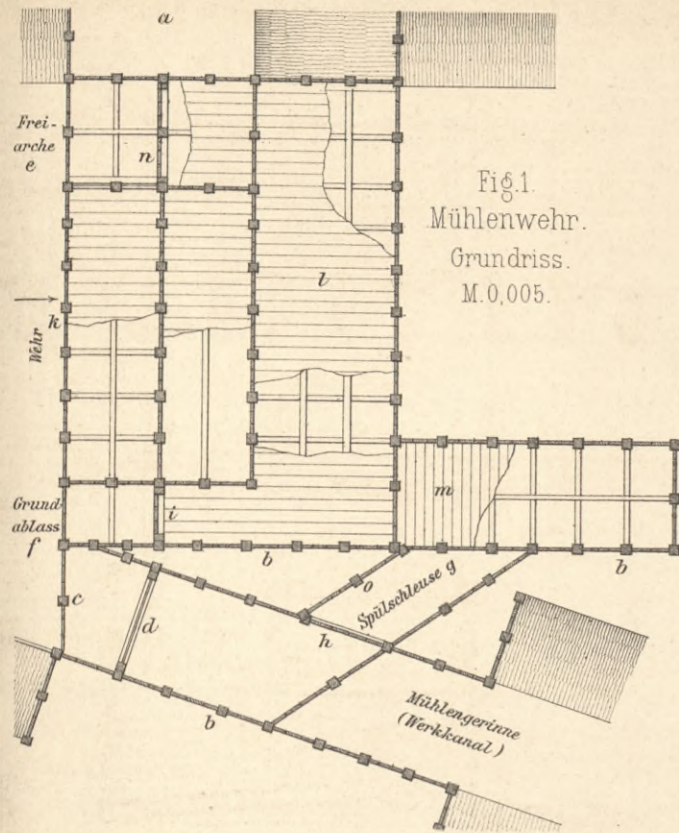 a
Frei-
arche
e
n
Fig.1.
Mühlenwehr.
Grundriss.
M.0,005.
l
k
Wehr
m
Grund
ablass
f
i
b
b
c
o
Spülschleuse g
d
h
b
Mühlengerinne
(Werkkanal)